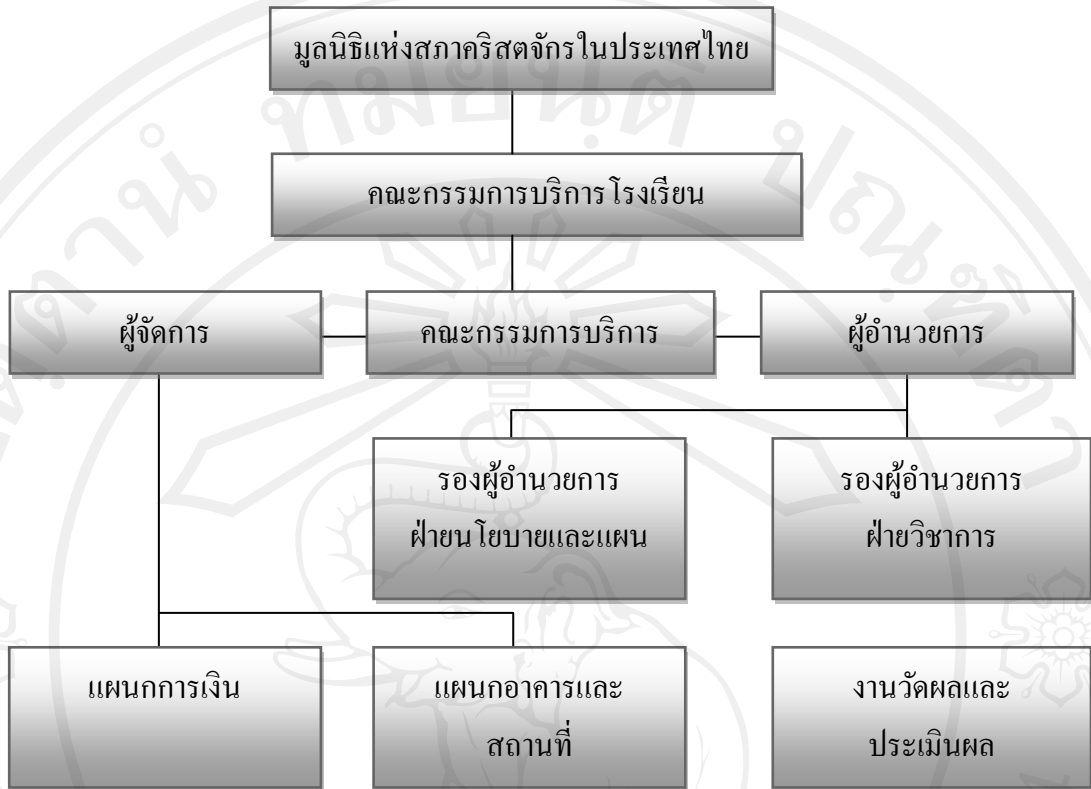 มูลนิธิแห่งสภาคริสตจักรในประเทศไทย
คณะกรรมการบริการโรงเรียน
ผู้จัดการ
คณะกรรมการบริการ
ผู้อำนวยการ
รองผู้อำนวยการ
ฝ่ายนโยบายและแผน
รองผู้อำนวยการ
ฝ่ายวิชาการ
แผนกการเงิน
แผนกอาคารและ
สถานที่
งานวัดผลและ
ประเมินผล